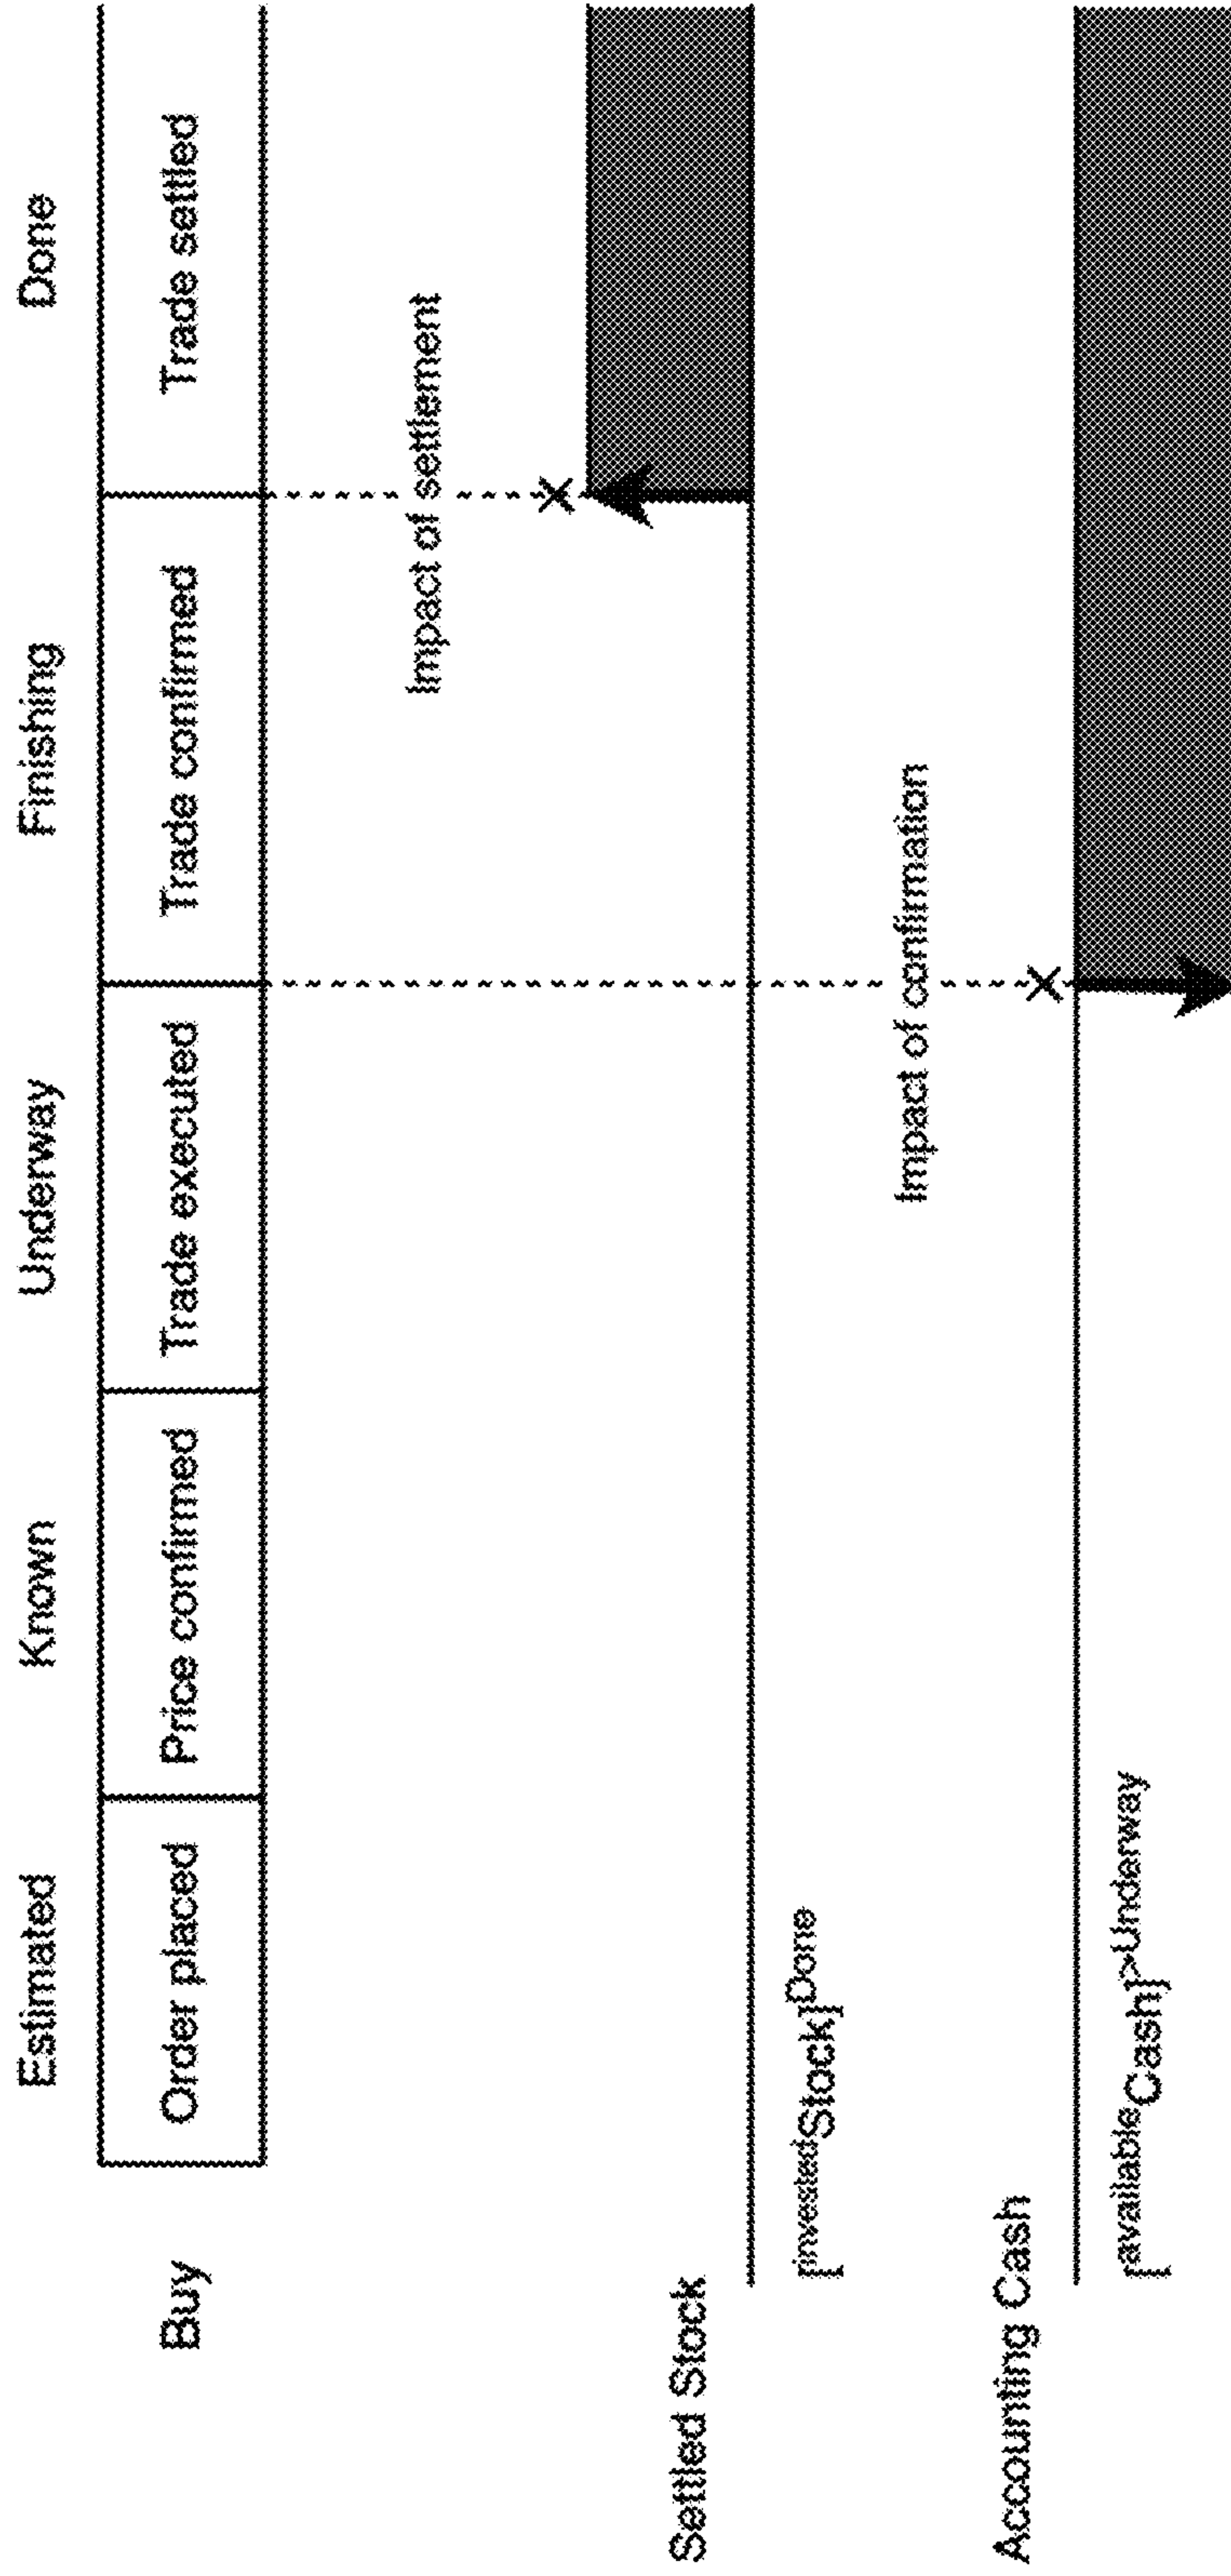 Estimated Known Underway Finishing Done
Buy Order placed Price confirmed Trade executed Trade confirmed Trade settled
Impact of settlement
Settled Stock
[investedStock]Done
Impact of confirmation
Accounting Cash
[availableCash]>Underway